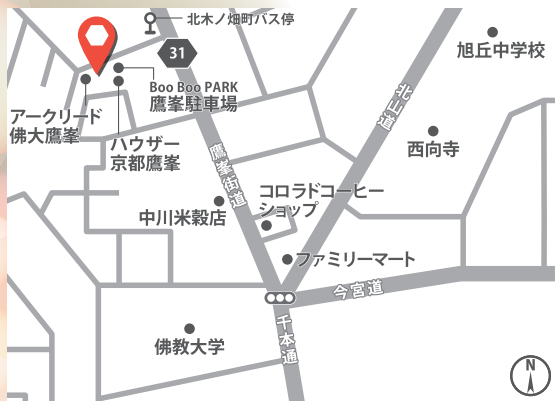 北木ノ畑町バス停
31
旭丘中学校
Boo Boo PARK
鷹峯駐車場
アークリード
佛大鷹峯
ハウザー
京都鷹峯
北山道
西向寺
鷹峯街道
コロラドコーヒー
ショップ
中川米穀店
ファミリーマート
今宮道
千本通
佛教大学
N